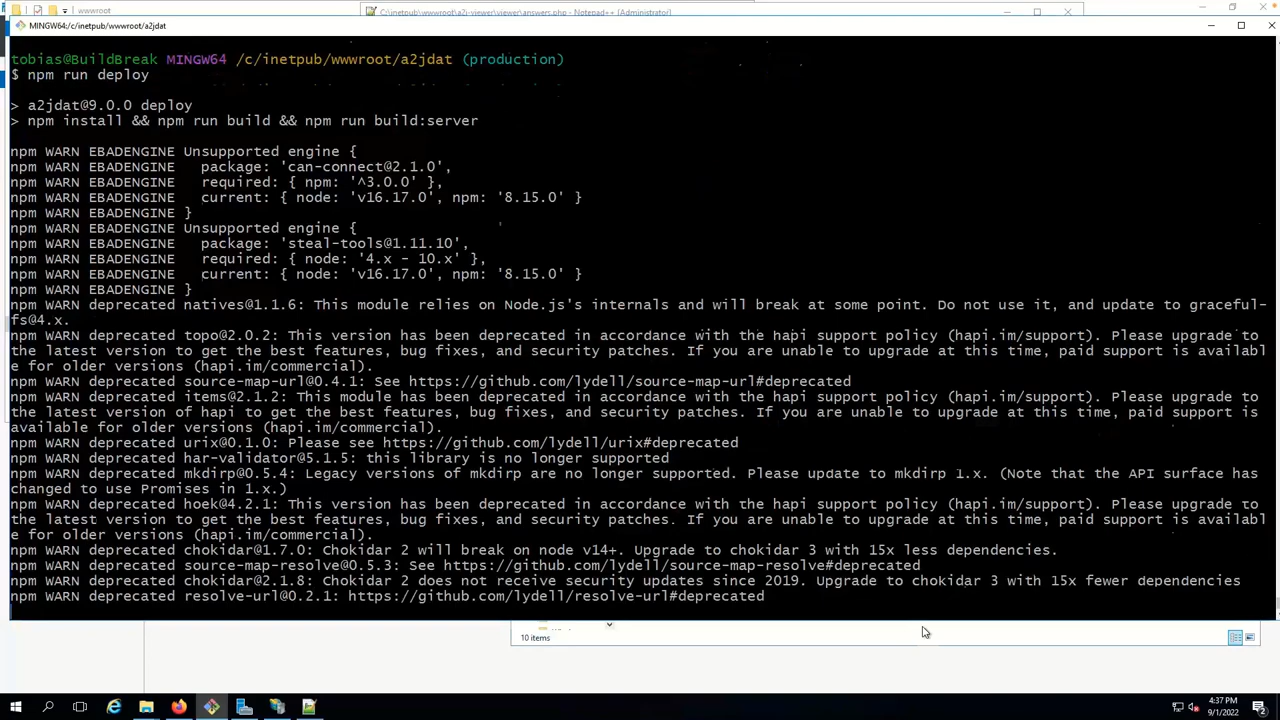 wwwroot
C:\inetpub\wwwroot\a2j-viewer\viewer\answers.php - Notepad++ [Administrator]
MINGW64:/c/inetpub/wwwroot/a2jdat
tobias@BuildBreak MINGW64 /c/inetpub/wwwroot/a2jdat (production)
$ npm run deploy
> a2jdat@9.0.0 deploy
> npm install && npm run build && npm run build:server
npm WARN EBADENGINE Unsupported engine {
npm WARN EBADENGINE   package: 'can-connect@2.1.0',
npm WARN EBADENGINE   required: { npm: '^3.0.0' },
npm WARN EBADENGINE   current: { node: 'v16.17.0', npm: '8.15.0' }
npm WARN EBADENGINE }
npm WARN EBADENGINE Unsupported engine {
npm WARN EBADENGINE   package: 'steal-tools@1.11.10',
npm WARN EBADENGINE   required: { node: '4.x - 10.x' },
npm WARN EBADENGINE   current: { node: 'v16.17.0', npm: '8.15.0' }
npm WARN EBADENGINE }
npm WARN deprecated natives@1.1.6: This module relies on Node.js's internals and will break at some point. Do not use it, and update to graceful-
fs@4.x.
npm WARN deprecated topo@2.0.2: This version has been deprecated in accordance with the hapi support policy (hapi.im/support). Please upgrade to
the latest version to get the best features, bug fixes, and security patches. If you are unable to upgrade at this time, paid support is availabl
e for older versions (hapi.im/commercial).
npm WARN deprecated source-map-url@0.4.1: See https://github.com/lydell/source-map-url#deprecated
npm WARN deprecated items@2.1.2: This module has been deprecated in accordance with the hapi support policy (hapi.im/support). Please upgrade to
the latest version of hapi to get the best features, bug fixes, and security patches. If you are unable to upgrade at this time, paid support is
available for older versions (hapi.im/commercial).
npm WARN deprecated urix@0.1.0: Please see https://github.com/lydell/urix#deprecated
npm WARN deprecated har-validator@5.1.5: this library is no longer supported
npm WARN deprecated mkdirp@0.5.4: Legacy versions of mkdirp are no longer supported. Please update to mkdirp 1.x. (Note that the API surface has
changed to use Promises in 1.x.)
npm WARN deprecated hoek@4.2.1: This version has been deprecated in accordance with the hapi support policy (hapi.im/support). Please upgrade to
the latest version to get the best features, bug fixes, and security patches. If you are unable to upgrade at this time, paid support is availabl
e for older versions (hapi.im/commercial).
npm WARN deprecated chokidar@1.7.0: Chokidar 2 will break on node v14+. Upgrade to chokidar 3 with 15x less dependencies.
npm WARN deprecated source-map-resolve@0.5.3: See https://github.com/lydell/source-map-resolve#deprecated
npm WARN deprecated chokidar@2.1.8: Chokidar 2 does not receive security updates since 2019. Upgrade to chokidar 3 with 15x fewer dependencies
npm WARN deprecated resolve-url@0.2.1: https://github.com/lydell/resolve-url#deprecated
10 items
4:37 PM
9/1/2022
2